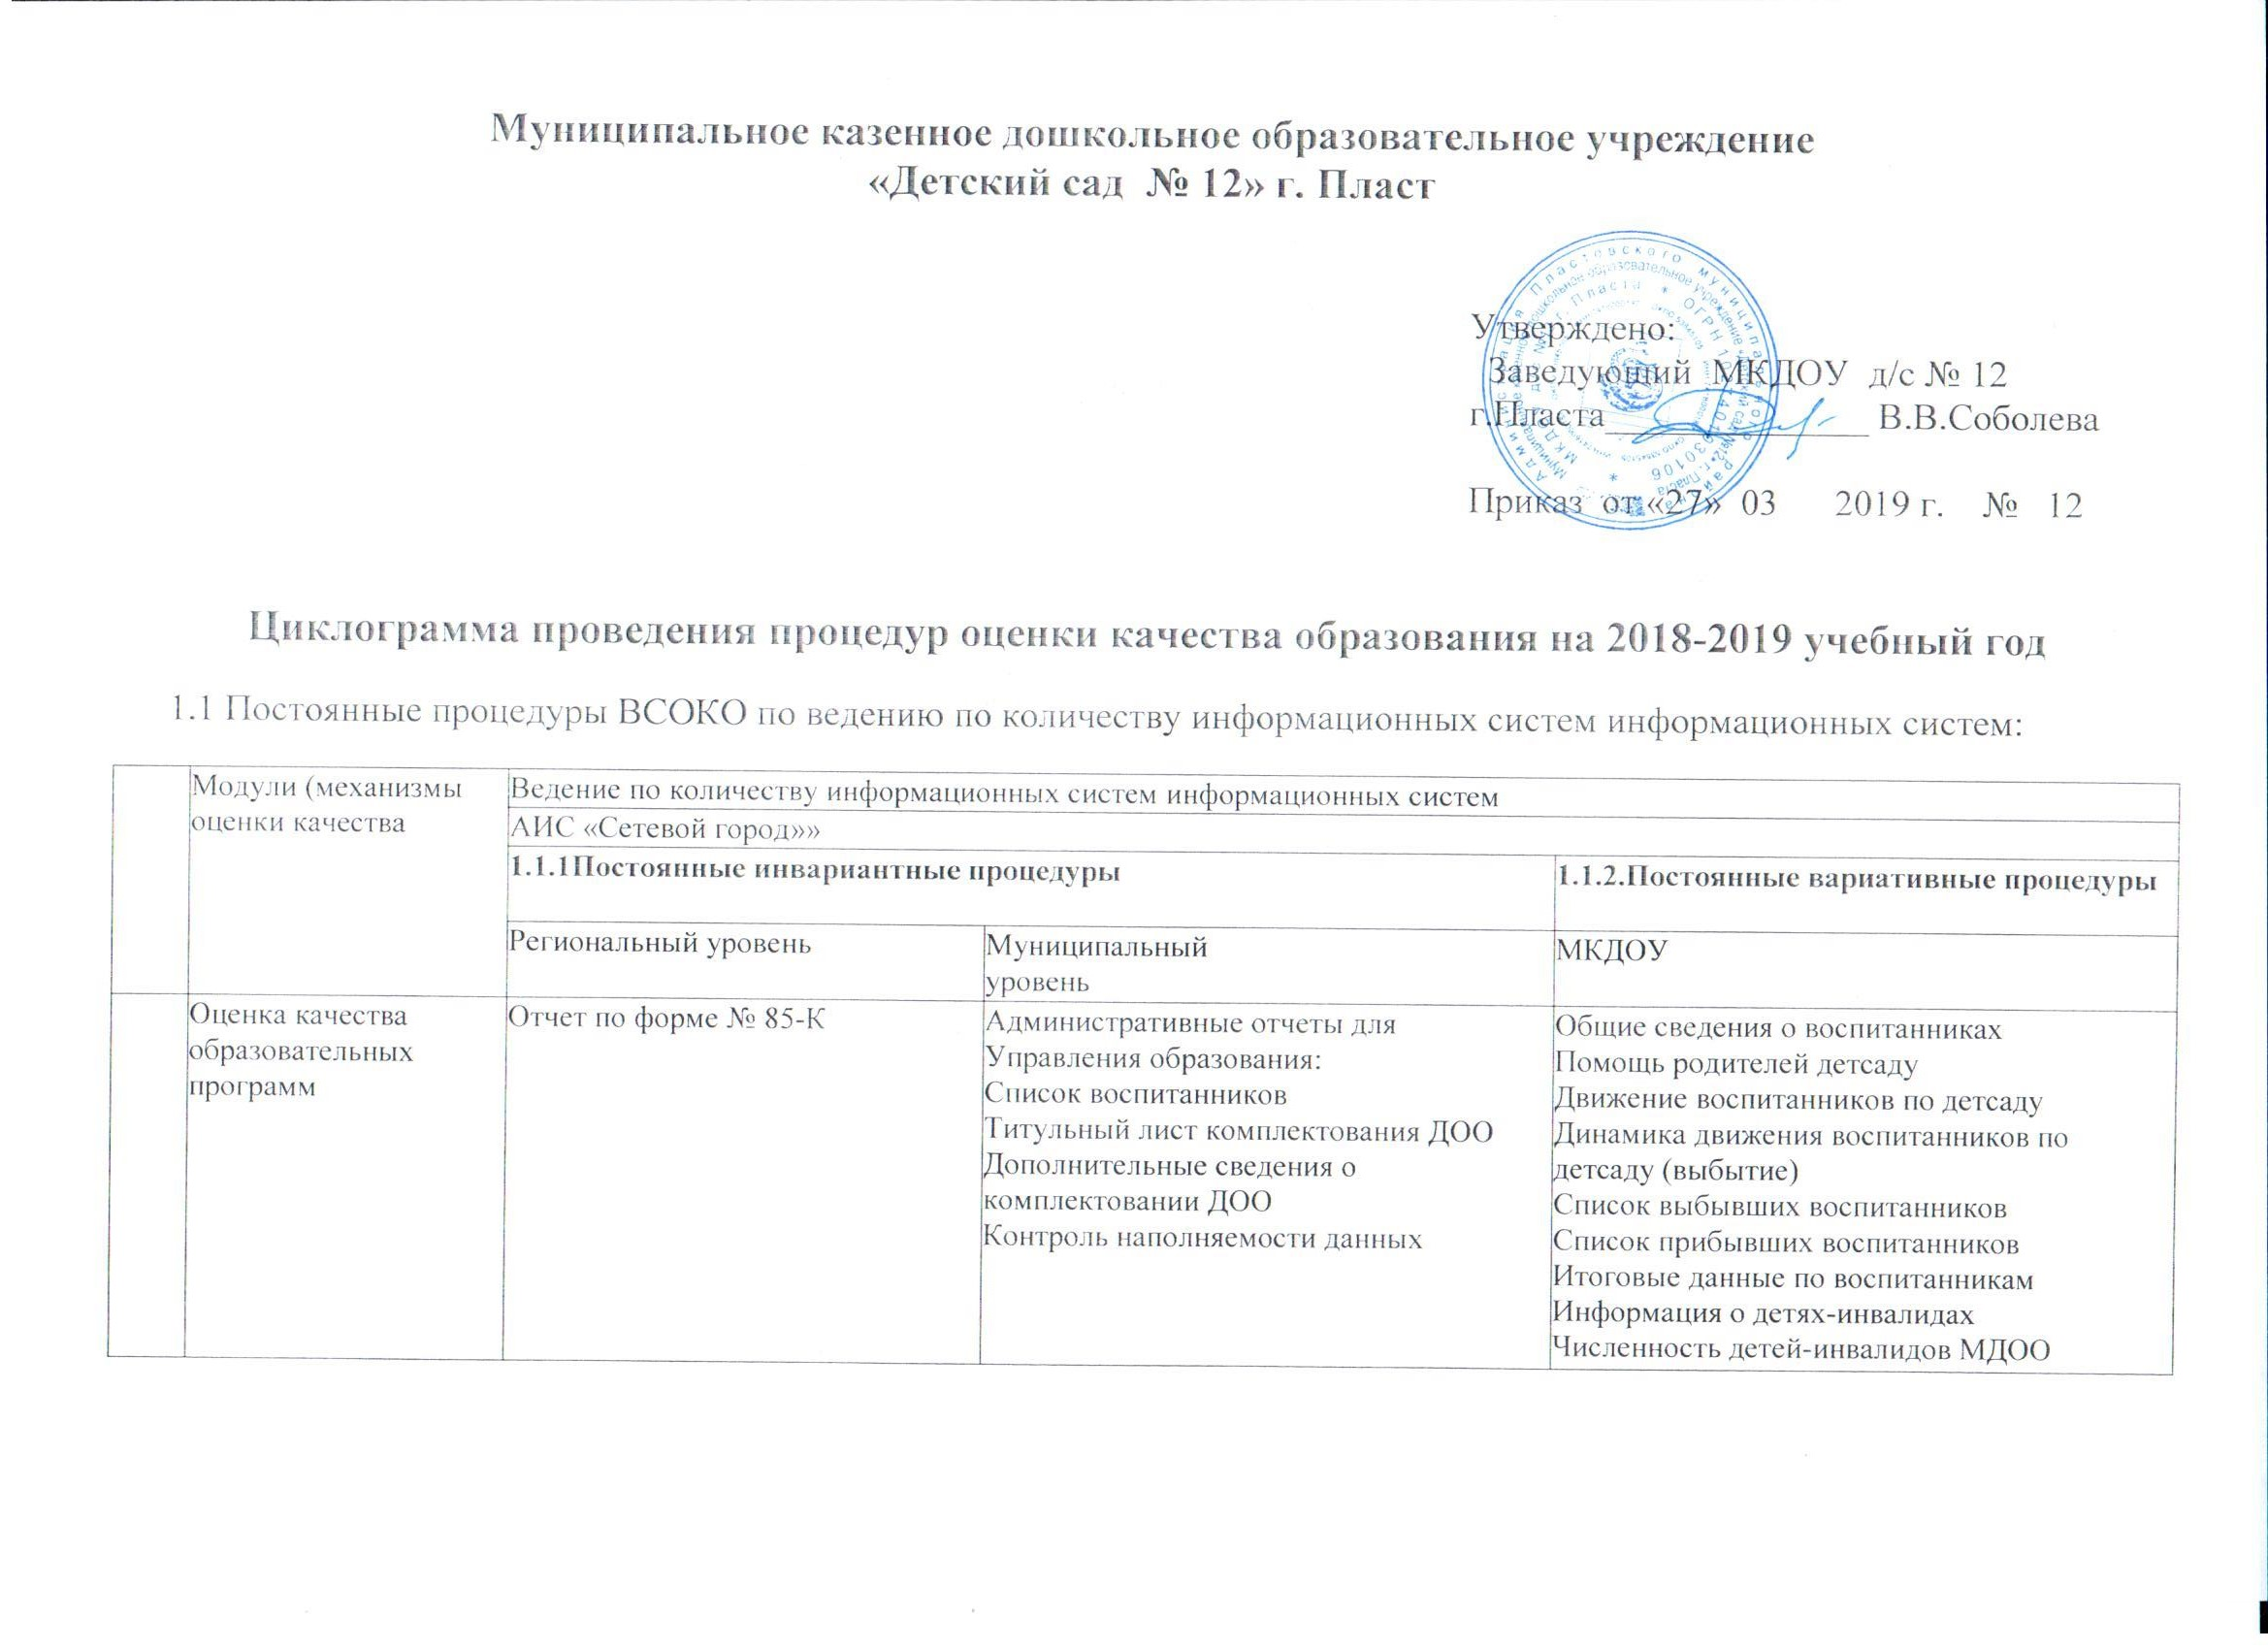 Муниципальное казенное дошкольное образовательное учреждение
«Детский сад № 12» г. Пласт
Утверждено:
Заведующий МКДОУ д/с № 12
г.Пласта______________ В.В.Соболева
Приказ от «27» 03 2019 г. № 12
Циклограмма проведения процедур оценки качества образования на 2018-2019 учебный год
1.1 Постоянные процедуры ВСОКО по ведению по количеству информационных систем информационных систем:
Модули (механизмы
оценки качества
Ведение по количеству информационных систем информационных систем
АИС «Сетевой город»»
1.1.1Постоянные инвариантные процедуры
1.1.2.Постоянные вариативные процедуры
Региональный уровень
Муниципальный
уровень
МКДОУ
Оценка качества
образовательных
программ
Отчет по форме № 85-К
Административные отчеты для
Управления образования:
Список воспитанников
Титульный лист комплектования ДОО
Дополнительные сведения о
комплектовании ДОО
Контроль наполняемости данных
Общие сведения о воспитанниках
Помощь родителей детсаду
Движение воспитанников по детсаду
Динамика движения воспитанников по
детсаду (выбытие)
Список выбывших воспитанников
Список прибывших воспитанников
Итоговые данные по воспитанникам
Информация о детях-инвалидах
Численность детей-инвалидов МДОО